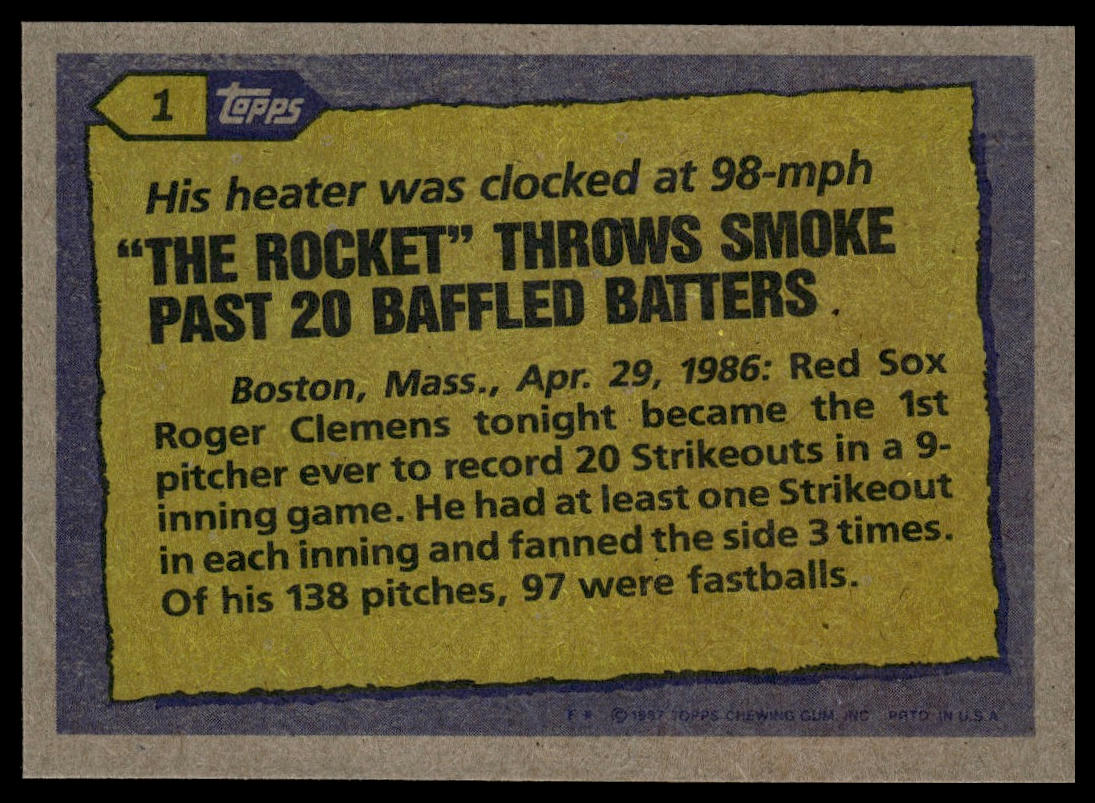 1 topps
His heater was clocked at 98-mph
"THE ROCKET" THROWS SMOKE
PAST 20 BAFFLED BATTERS
Boston, Mass., Apr. 29, 1986: Red Sox
Roger Clemens tonight became the 1st
pitcher ever to record 20 Strikeouts in a 9-
inning game. He had at least one Strikeout
in each inning and fanned the side 3 times.
Of his 138 pitches, 97 were fastballs.
F * © 1987 TOPPS CHEWING GUM, INC PRTD IN U.S.A